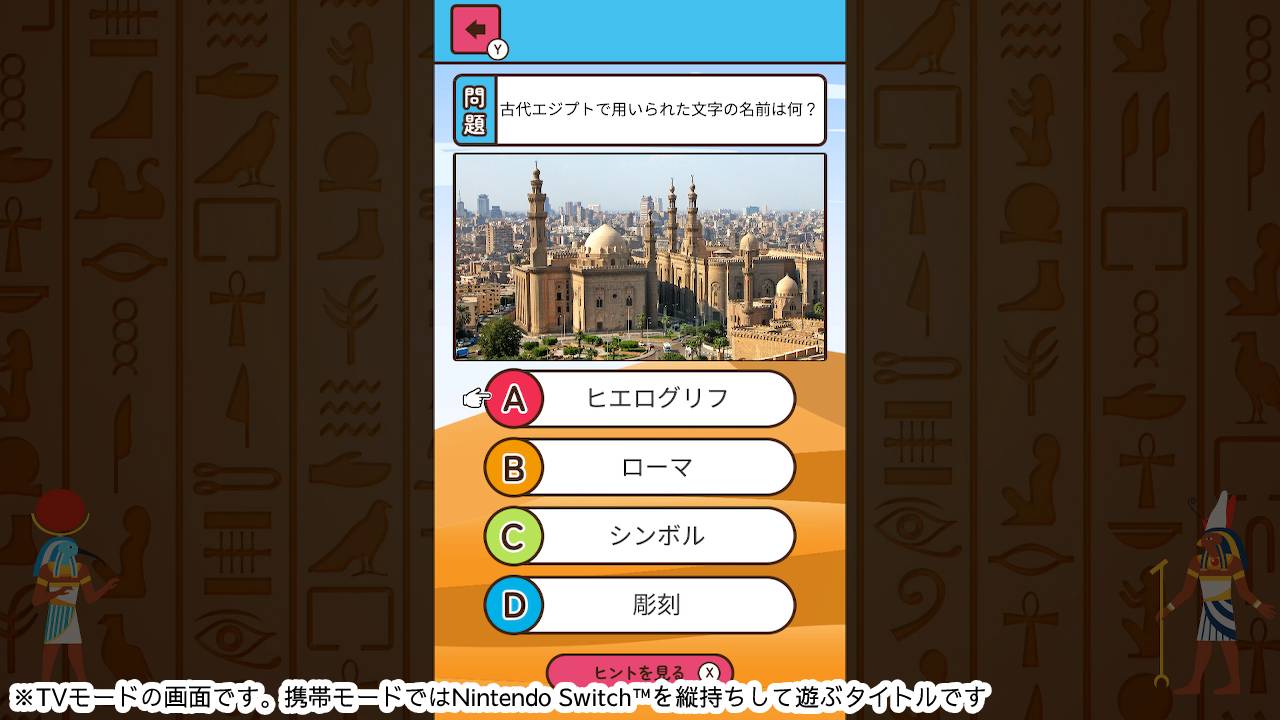 Y
問題
古代エジプトで用いられた文字の名前は何？
A ヒエログリフ
B ローマ
C シンボル
D 彫刻
ヒントを見る X
※TVモードの画面です。携帯モードではNintendo Switch™を縦持ちして遊ぶタイトルです